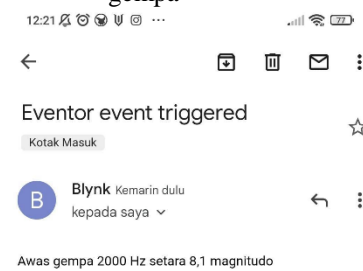 gempa
12:21
77
Eventor event triggered
Kotak Masuk
B
Blynk Kemarin dulu
kepada saya
Awas gempa 2000 Hz setara 8,1 magnitudo